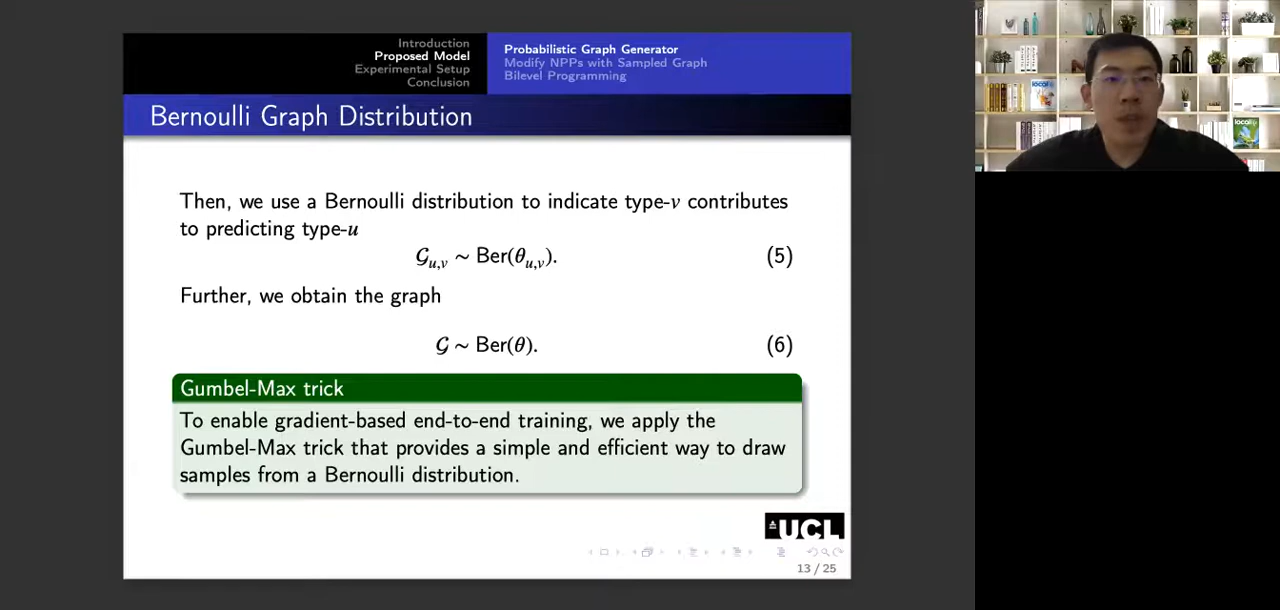 Introduction
Proposed Model
Experimental Setup
Conclusion
Probabilistic Graph Generator
Modify NPPs with Sampled Graph
Bilevel Programming
Bernoulli Graph Distribution
Then, we use a Bernoulli distribution to indicate type-v contributes
to predicting type-u
𝒢u,v ∼ Ber(θu,v). (5)
Further, we obtain the graph
𝒢 ∼ Ber(θ). (6)
Gumbel-Max trick
To enable gradient-based end-to-end training, we apply the
Gumbel-Max trick that provides a simple and efficient way to draw
samples from a Bernoulli distribution.
UCL
13 / 25
local
local